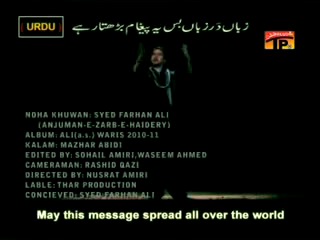 URDU
زباں در زباں بس یہ پیغام بڑھتا رہے
TP
NOHA KHUWAN: SYED FARHAN ALI
(ANJUMAN-E-ZARB-E-HAIDERY)
ALBUM: ALI(a.s.) WARIS 2010-11
KALAM: MAZHAR ABIDI
EDITED BY: SOHAIL AMIRI,WASEEM AHMED
CAMERAMAN: RASHID QAZI
DIRECTED BY: NUSRAT AMIRI
LABLE: THAR PRODUCTION
CONCIEVED: SYED FARHAN ALI
May this message spread all over the world